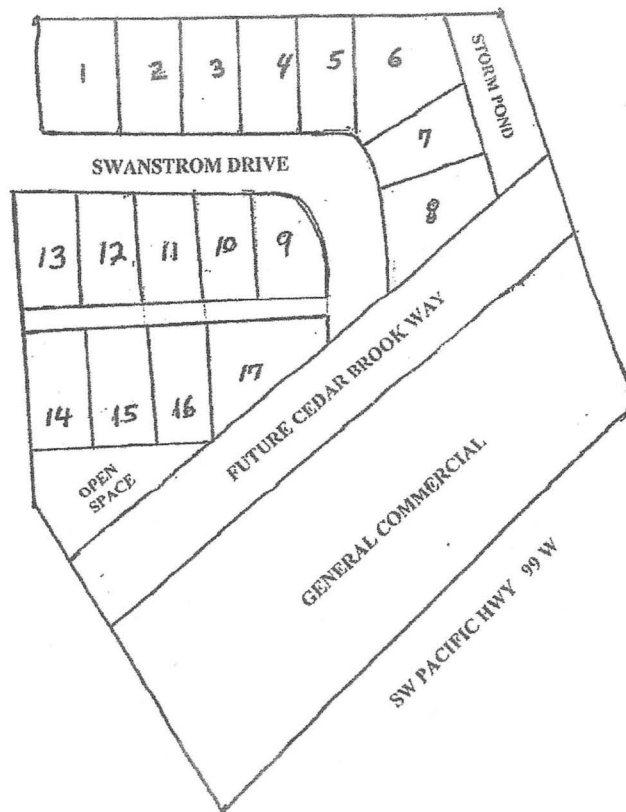 1 2 3 4 5 6
STORM POND
7
SWANSTROM DRIVE
8
13 12 11 10 9
14 15 16 17
FUTURE CEDAR BROOK WAY
OPEN
SPACE
GENERAL COMMERCIAL
SW PACIFIC HWY 99 W